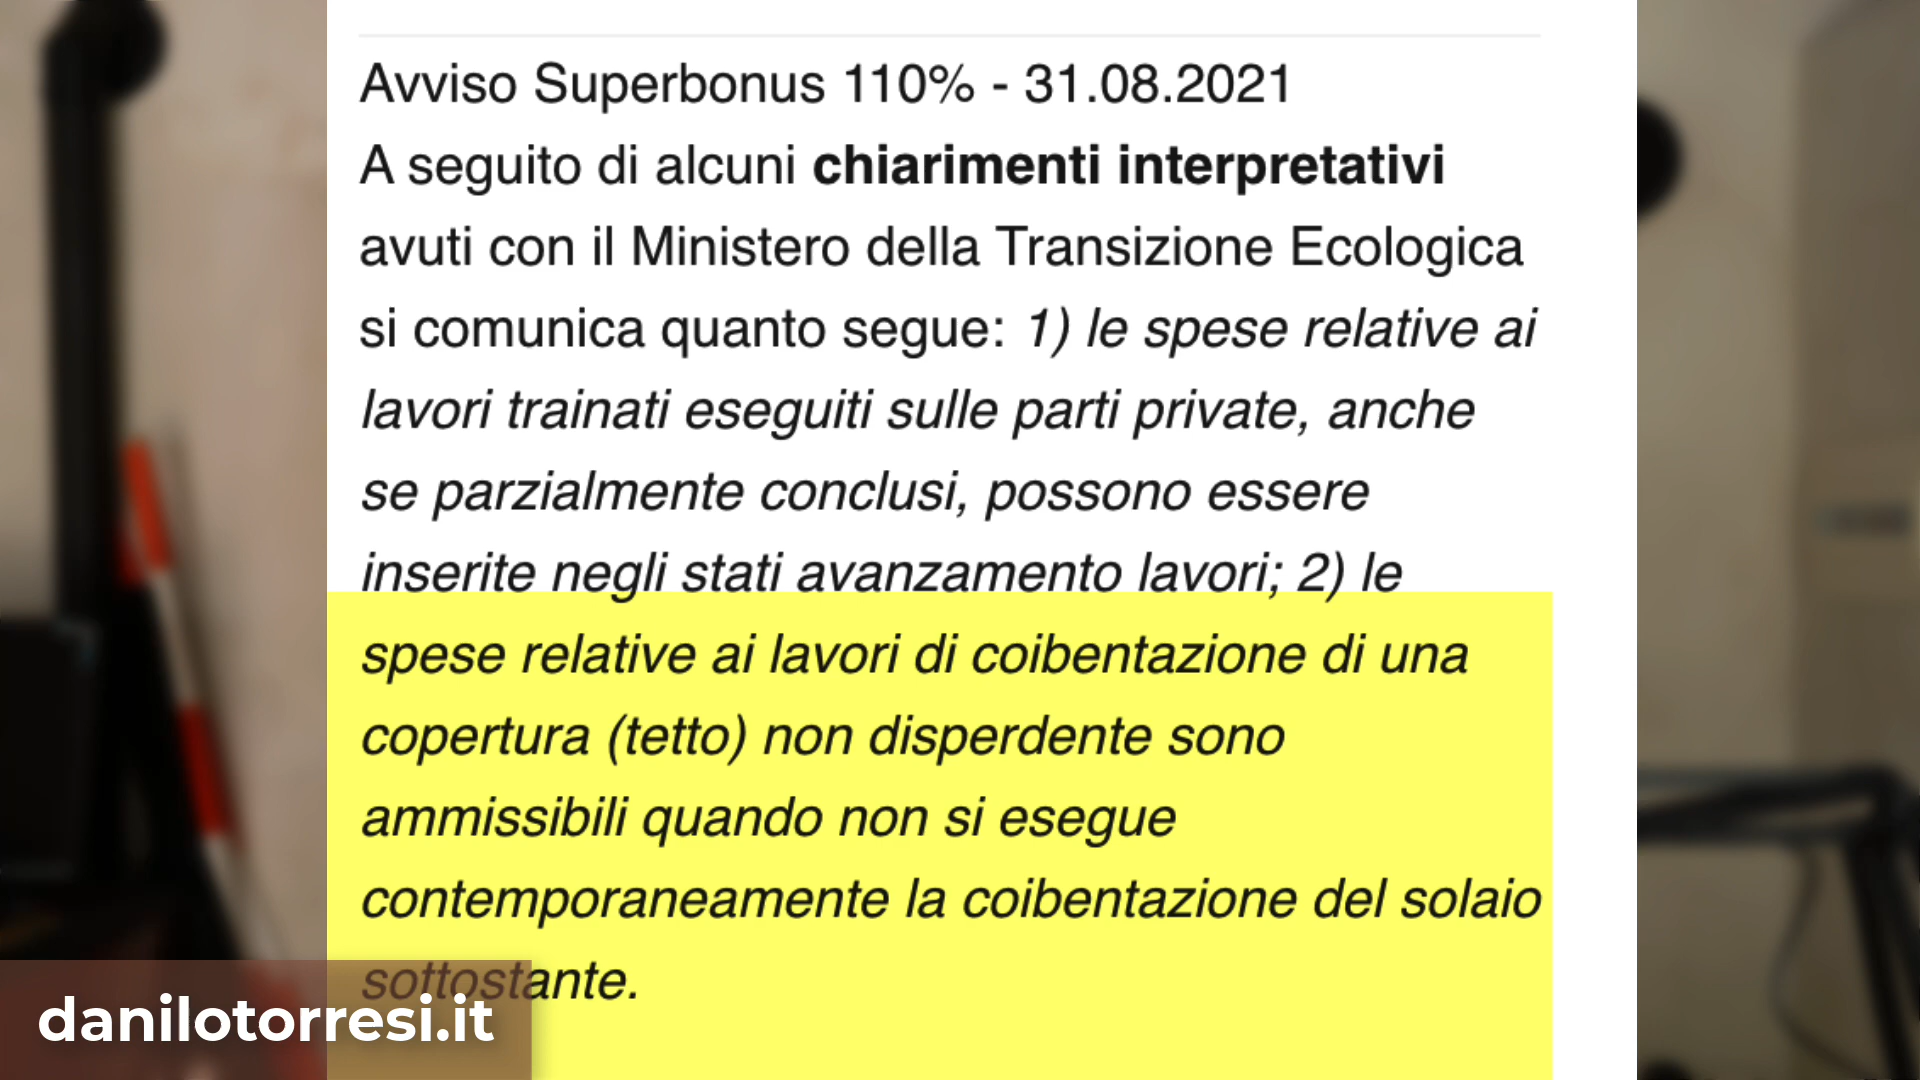 Avviso Superbonus 110% - 31.08.2021
A seguito di alcuni chiarimenti interpretativi
avuti con il Ministero della Transizione Ecologica
si comunica quanto segue: 1) le spese relative ai
lavori trainati eseguiti sulle parti private, anche
se parzialmente conclusi, possono essere
inserite negli stati avanzamento lavori; 2) le
spese relative ai lavori di coibentazione di una
copertura (tetto) non disperdente sono
ammissibili quando non si esegue
contemporaneamente la coibentazione del solaio
sottostante.
danilotorresi.it